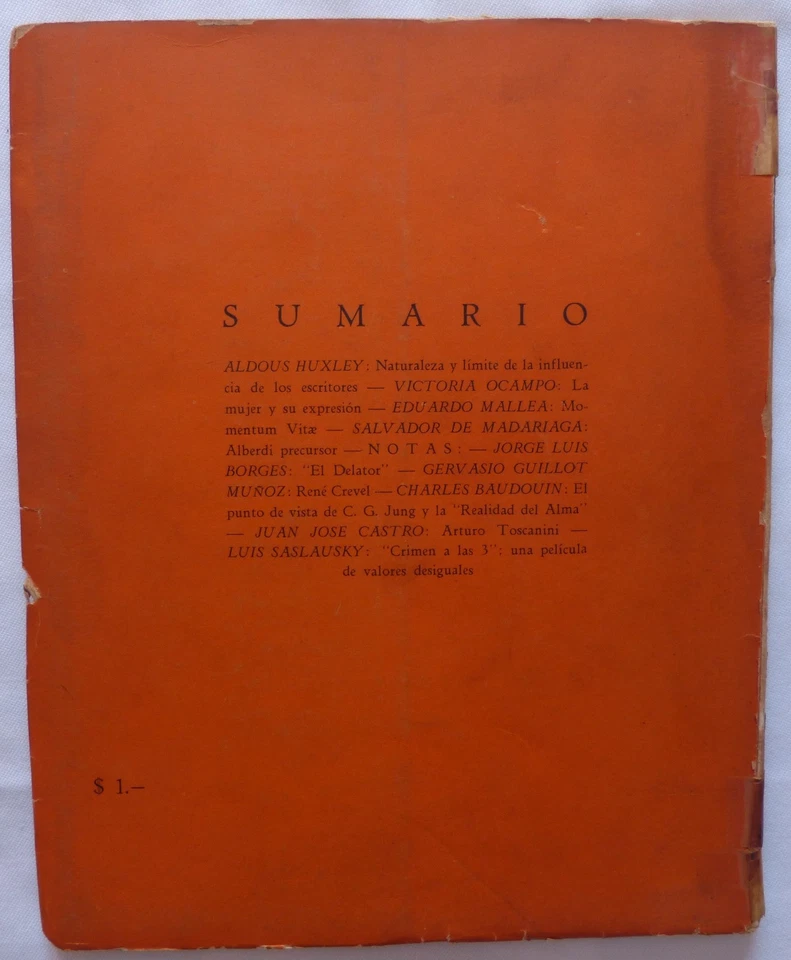 SUMARIO
ALDOUS HUXLEY: Naturaleza y límite de la influen-
cia de los escritores — VICTORIA OCAMPO: La
mujer y su expresión — EDUARDO MALLEA: Mo-
mentum Vitæ — SALVADOR DE MADARIAGA:
Alberdi precursor — NOTAS: — JORGE LUIS
BORGES: "El Delator" — GERVASIO GUILLOT
MUÑOZ: René Crevel — CHARLES BAUDOUIN: El
punto de vista de C. G. Jung y la "Realidad del Alma"
— JUAN JOSE CASTRO: Arturo Toscanini —
LUIS SASLAUSKY: "Crimen a las 3": una película
de valores desiguales
$ 1.—